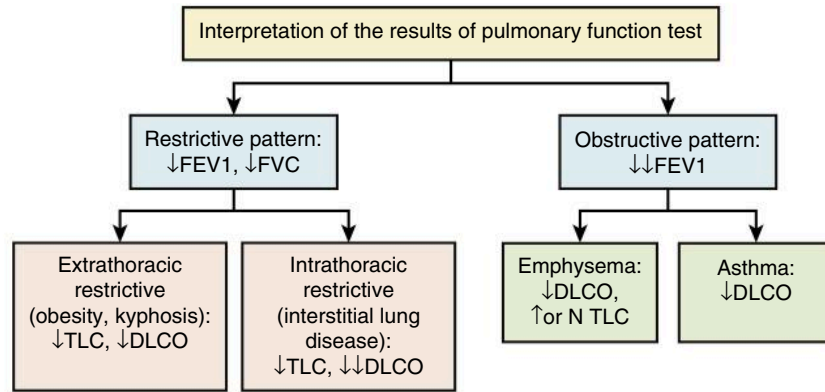 Interpretation of the results of pulmonary function test
Restrictive pattern:
↓FEV1, ↓FVC
Obstructive pattern:
↓↓FEV1
Extrathoracic
restrictive
(obesity, kyphosis):
↓TLC, ↓DLCO
Intrathoracic
restrictive
(interstitial lung
disease):
↓TLC, ↓↓DLCO
Emphysema:
↓DLCO,
↑or N TLC
Asthma:
↓DLCO